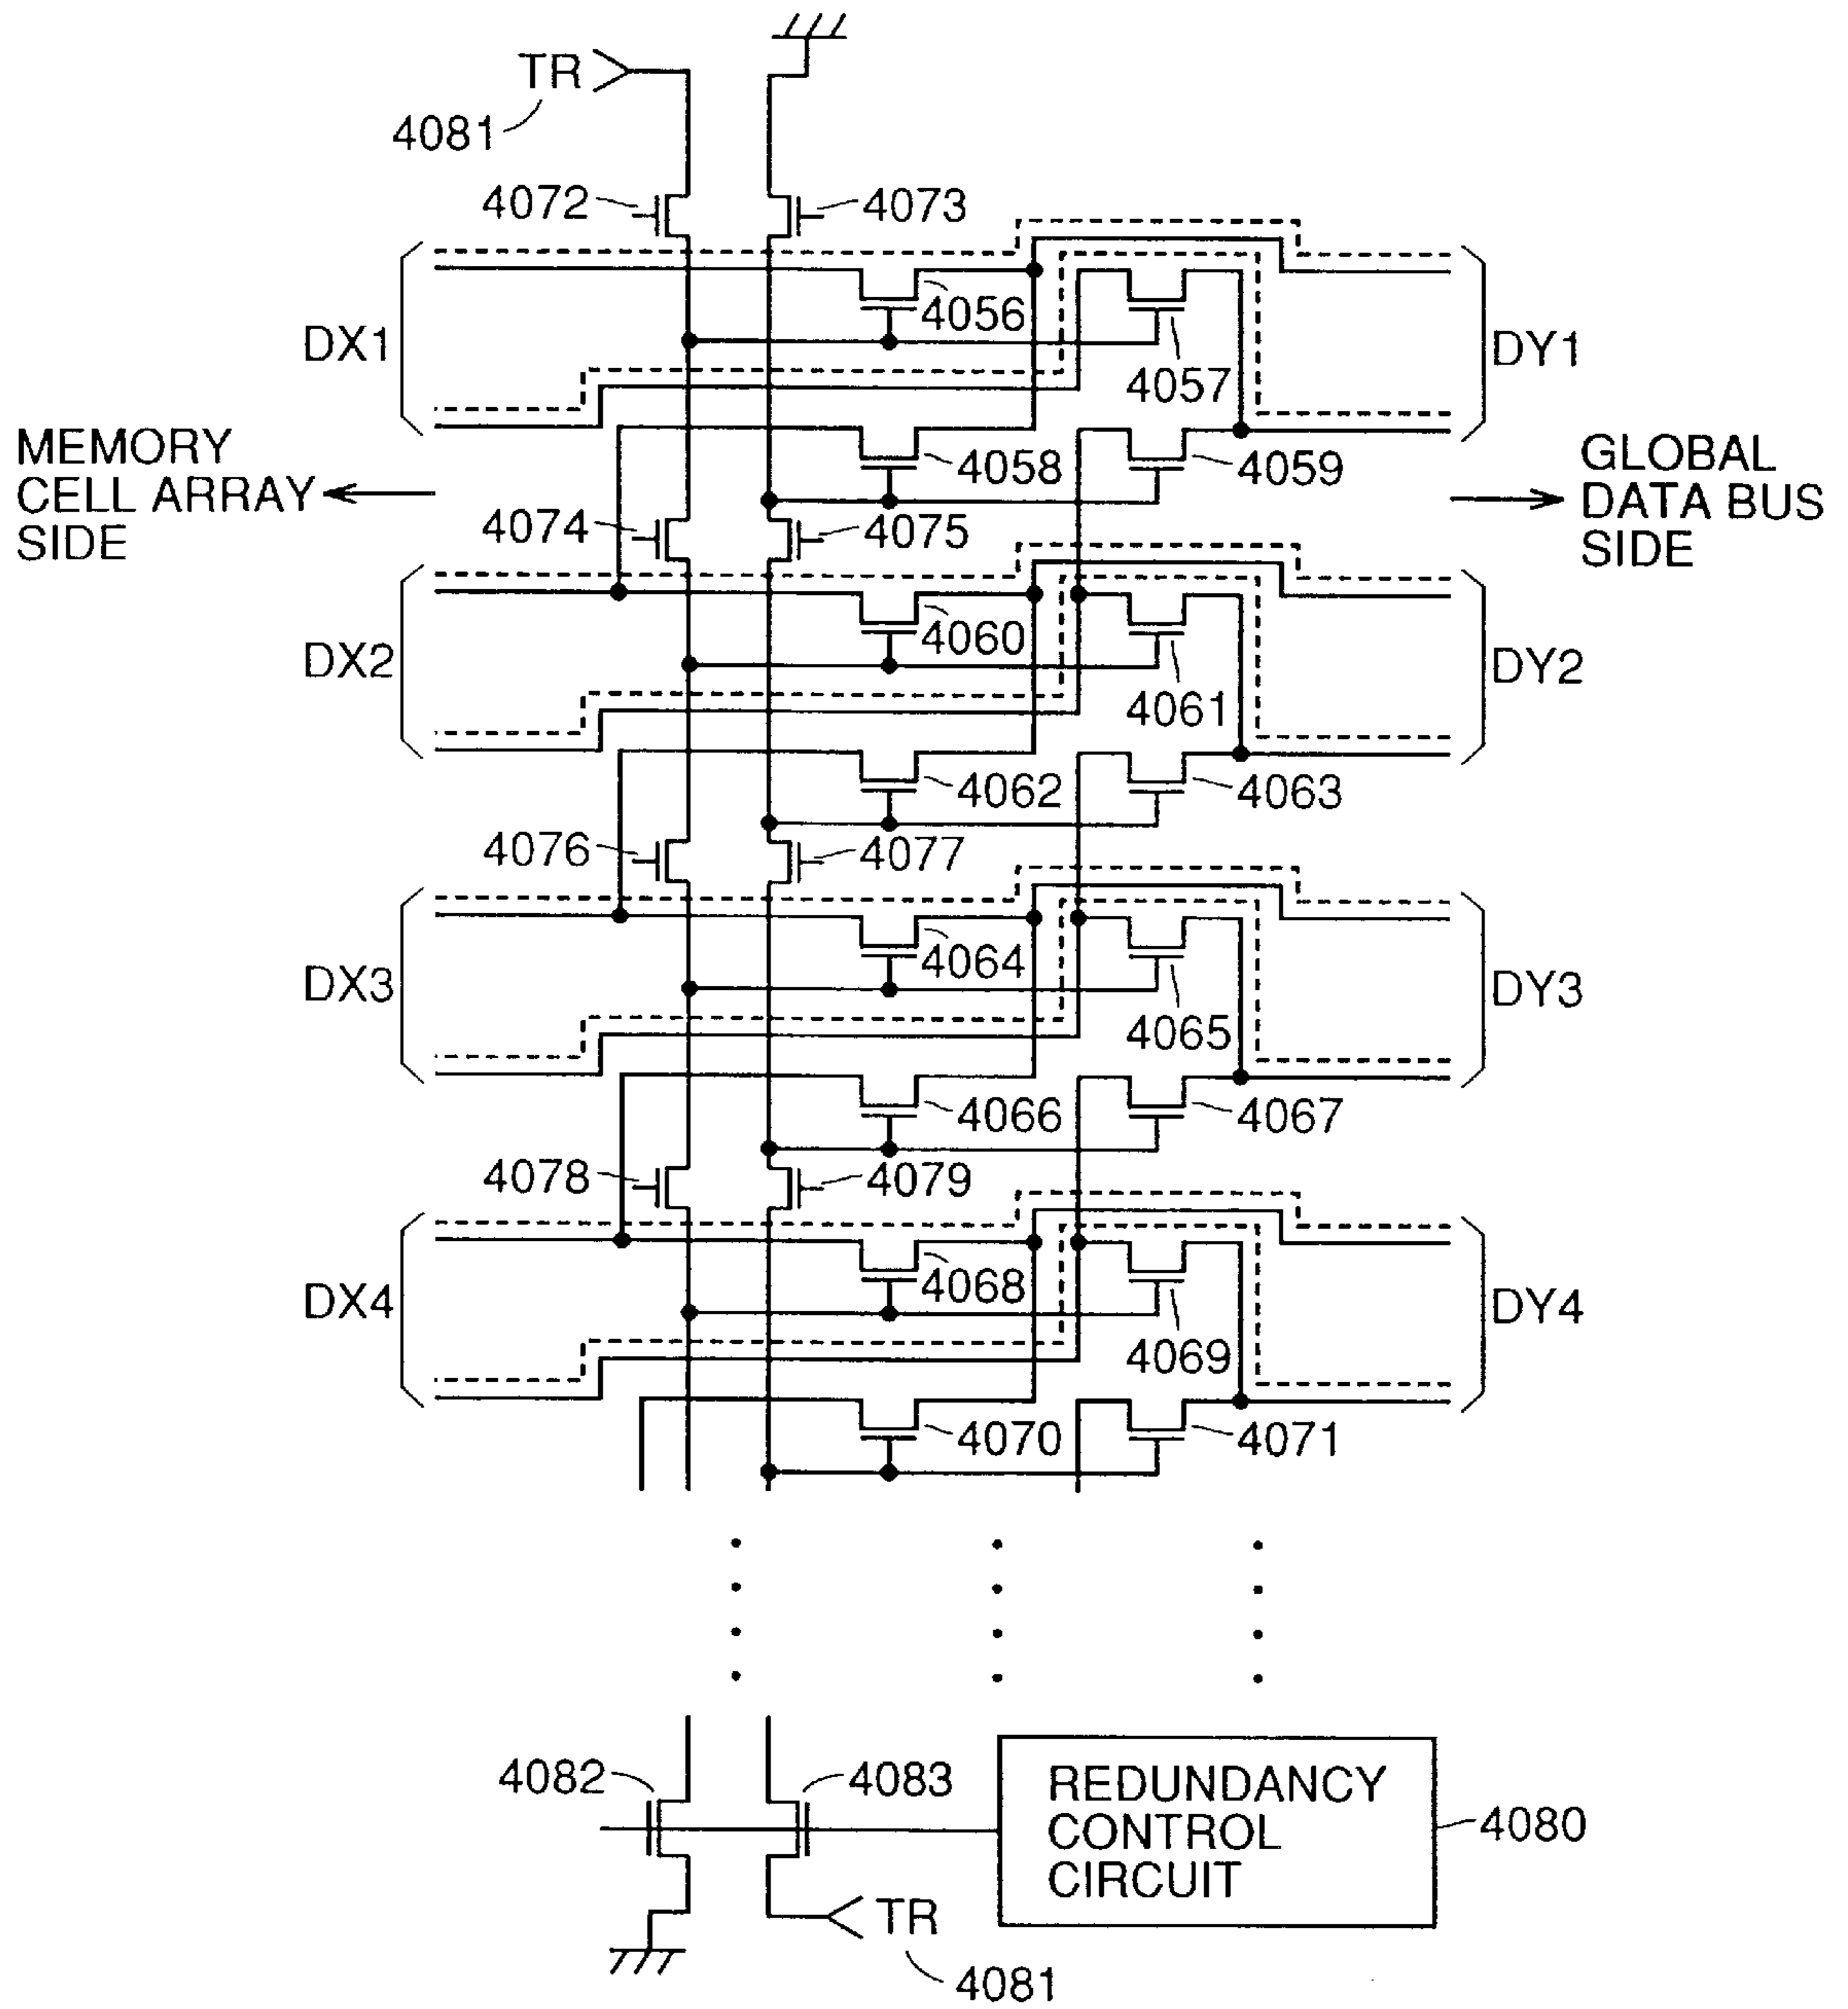 TR
4081
4072
4073
4056
DX1
DY1
4057
MEMORY
CELL ARRAY
SIDE
4058
4059
GLOBAL
DATA BUS
SIDE
4074
4075
4060
DX2
DY2
4061
4062
4063
4076
4077
4064
DX3
DY3
4065
4066
4067
4078
4079
4068
DX4
DY4
4069
4070
4071
4082
4083
REDUNDANCY
CONTROL
CIRCUIT
4080
TR
4081